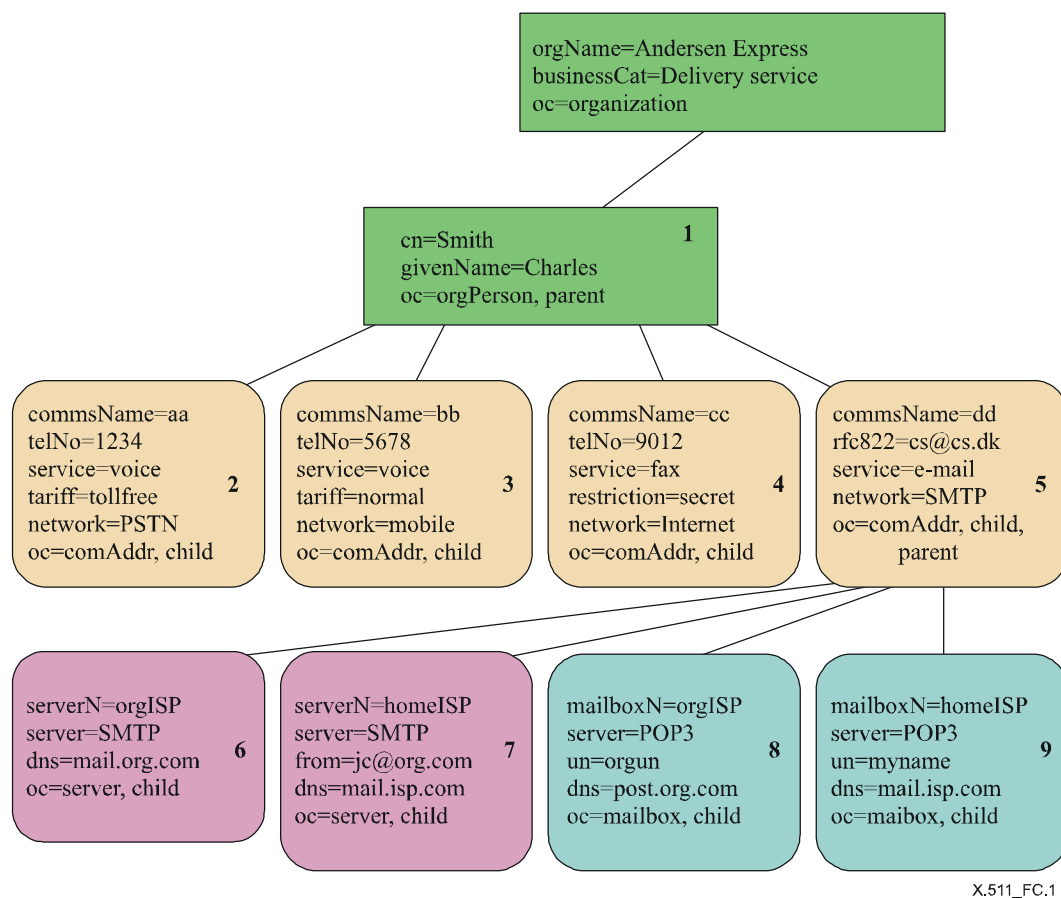 orgName=Andersen Express
businessCat=Delivery service
oc=organization
1
cn=Smith
givenName=Charles
oc=orgPerson, parent
commsName=aa
telNo=1234
service=voice
tariff=tollfree
2
network=PSTN
oc=comAddr, child
commsName=bb
telNo=5678
service=voice
tariff=normal
3
network=mobile
oc=comAddr, child
commsName=cc
telNo=9012
service=fax
restriction=secret
4
network=Internet
oc=comAddr, child
commsName=dd
rfc822=cs@cs.dk
service=e-mail
network=SMTP
5
oc=comAddr, child,
parent
serverN=orgISP
server=SMTP
6
dns=mail.org.com
oc=server, child
serverN=homeISP
server=SMTP
7
from=jc@org.com
dns=mail.isp.com
oc=server, child
mailboxN=orgISP
server=POP3
8
un=orgun
dns=post.org.com
oc=mailbox, child
mailboxN=homeISP
server=POP3
9
un=myname
dns=mail.isp.com
oc=maibox, child
X.511_FC.1